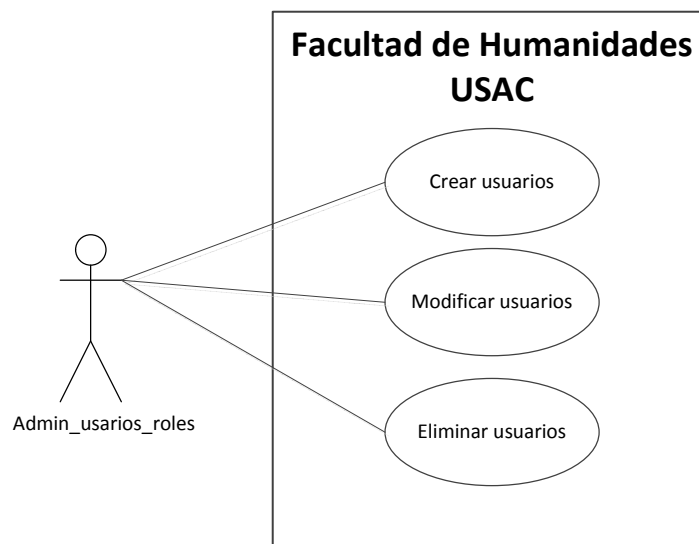 Facultad de Humanidades
USAC
Crear usuarios
Modificar usuarios
Admin_usarios_roles
Eliminar usuarios